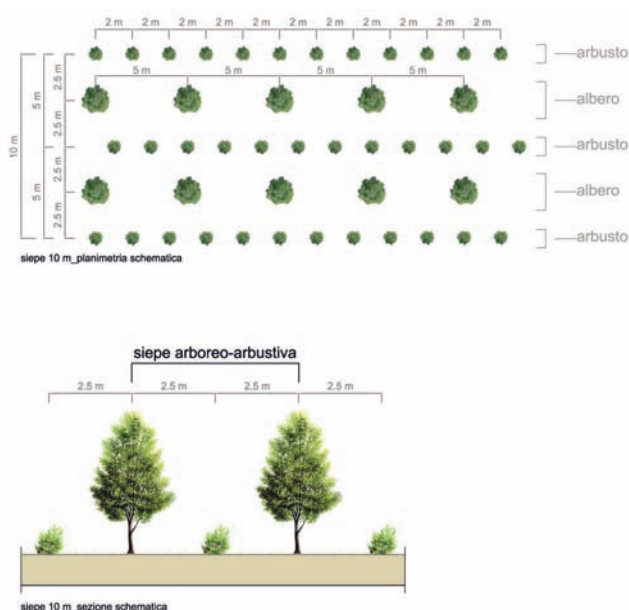 2 m 2 m 2 m 2 m 2 m 2 m 2 m 2 m 2 m 2 m 2 m
arbusto
5 m 5 m 5 m 5 m
albero
arbusto
albero
arbusto
10 m
5 m
5 m
2.5 m
2.5 m
2.5 m
2.5 m
siepe 10 m_planimetria schematica
siepe arboreo-arbustiva
2.5 m 2.5 m 2.5 m 2.5 m
siepe 10 m_sezione schematica